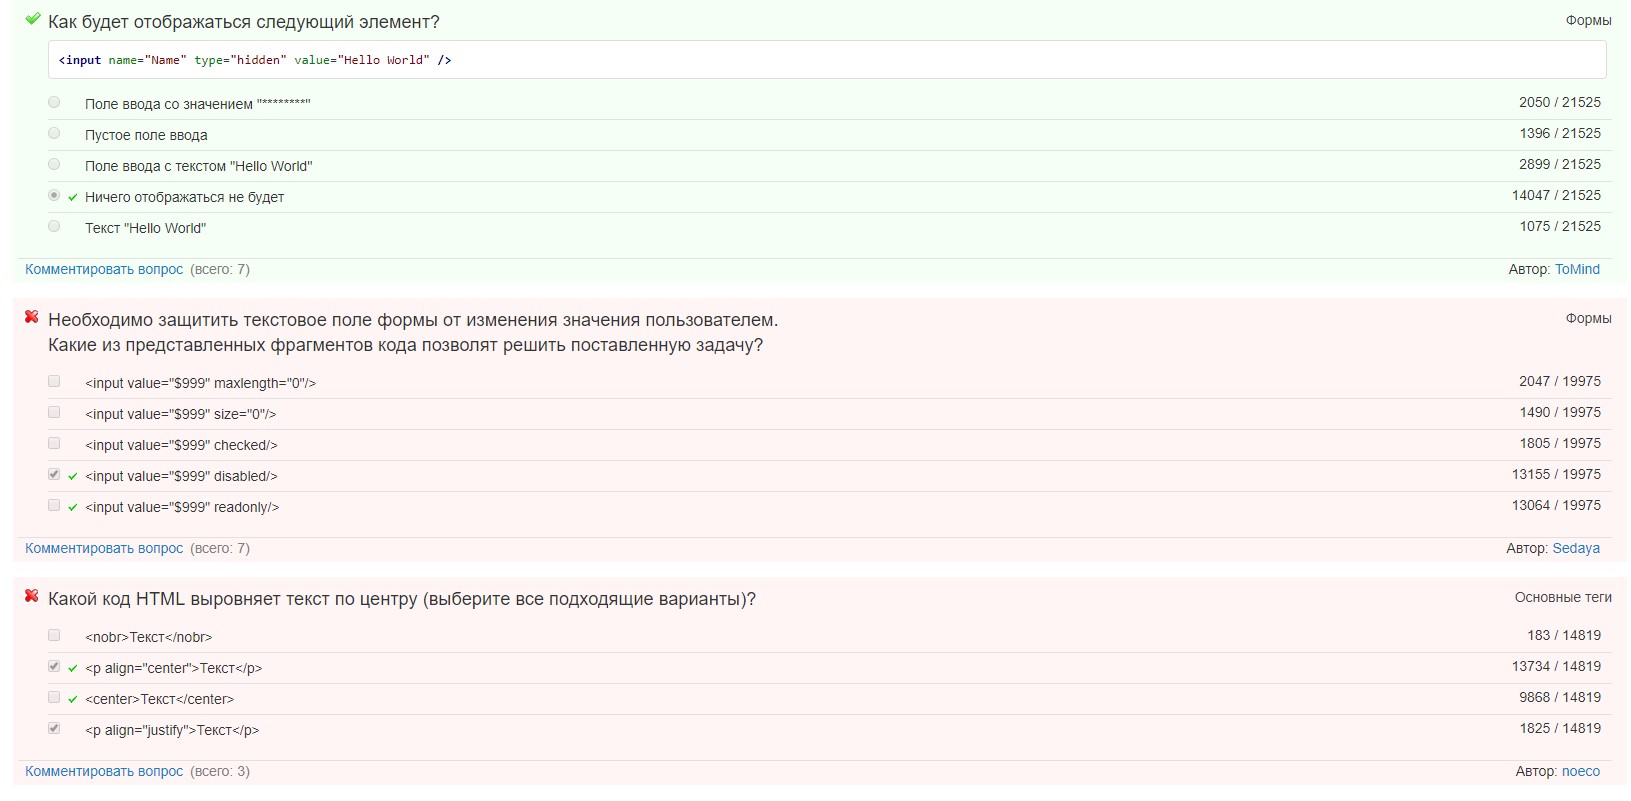 Как будет отображаться следующий элемент? Формы
<input name="Name" type="hidden" value="Hello World" />
Поле ввода со значением "********" 2050 / 21525
Пустое поле ввода 1396 / 21525
Поле ввода с текстом "Hello World" 2899 / 21525
Ничего отображаться не будет 14047 / 21525
Текст "Hello World" 1075 / 21525
Комментировать вопрос (всего: 7) Автор: ToMind
Необходимо защитить текстовое поле формы от изменения значения пользователем. Формы
Какие из представленных фрагментов кода позволят решить поставленную задачу?
<input value="$999" maxlength="0"/> 2047 / 19975
<input value="$999" size="0"/> 1490 / 19975
<input value="$999" checked/> 1805 / 19975
<input value="$999" disabled/> 13155 / 19975
<input value="$999" readonly/> 13064 / 19975
Комментировать вопрос (всего: 7) Автор: Sedaya
Какой код HTML выровняет текст по центру (выберите все подходящие варианты)? Основные теги
<nobr>Текст</nobr> 183 / 14819
<p align="center">Текст</p> 13734 / 14819
<center>Текст</center> 9868 / 14819
<p align="justify">Текст</p> 1825 / 14819
Комментировать вопрос (всего: 3) Автор: noeco